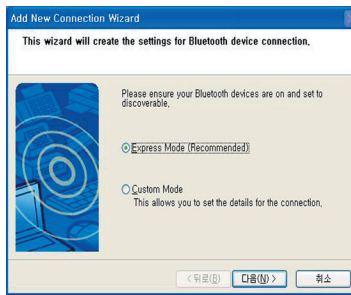 Add New Connection Wizard
This wizard will create the settings for Bluetooth device connection,
Please ensure your Bluetooth devices are on and set to
discoverable,
Express Mode (Recommended)
Custom Mode
This allows you to set the details for the connection,
< 뒤로(B) 다음(N) > 취소